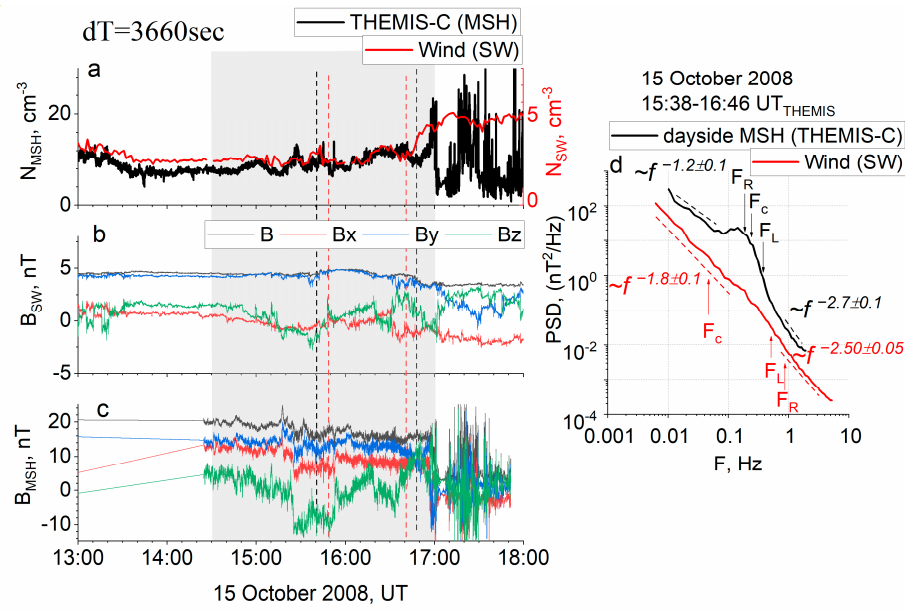 dT=3660sec
THEMIS-C (MSH)
Wind (SW)
a
N_MSH, cm^-3
20
0
5
0
N_SW, cm^-3
b
B Bx By Bz
B_SW, nT
5
0
-5
c
B_MSH, nT
20
10
0
-10
13:00 14:00 15:00 16:00 17:00 18:00
15 October 2008, UT
15 October 2008
15:38-16:46 UT_THEMIS
dayside MSH (THEMIS-C)
Wind (SW)
d
~f^-1.2±0.1
F_R
F_c
F_L
~f^-1.8±0.1
F_c
~f^-2.7±0.1
~f^-2.50±0.05
F_L
F_R
PSD, (nT^2/Hz)
10^2
10^0
10^-2
10^-4
0.001 0.01 0.1 1 10
F, Hz